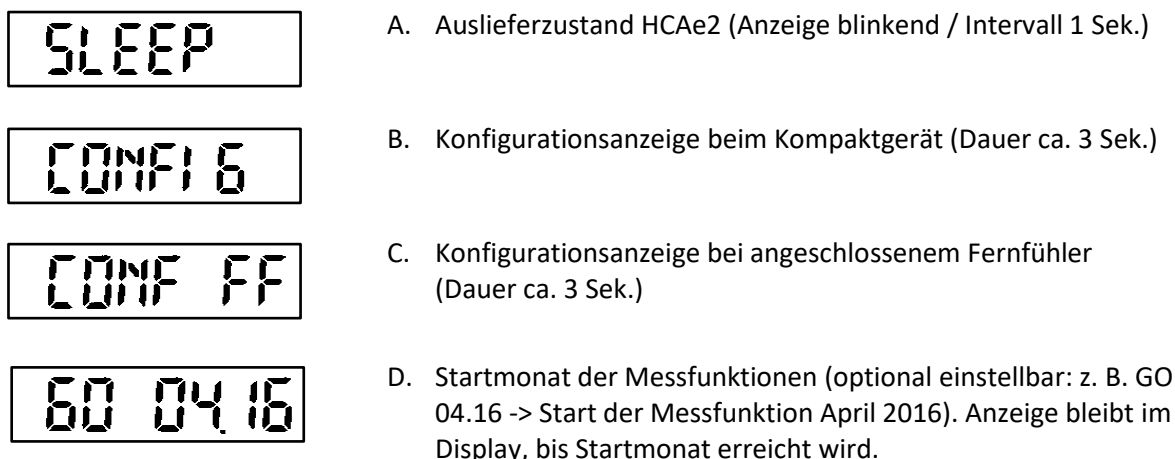 SLEEP
A. Auslieferzustand HCAe2 (Anzeige blinkend / Intervall 1 Sek.)
CONFIG
B. Konfigurationsanzeige beim Kompaktgerät (Dauer ca. 3 Sek.)
CONF FF
C. Konfigurationsanzeige bei angeschlossenem Fernfühler
(Dauer ca. 3 Sek.)
GO 04.16
D. Startmonat der Messfunktionen (optional einstellbar: z. B. GO
04.16 -> Start der Messfunktion April 2016). Anzeige bleibt im
Display, bis Startmonat erreicht wird.